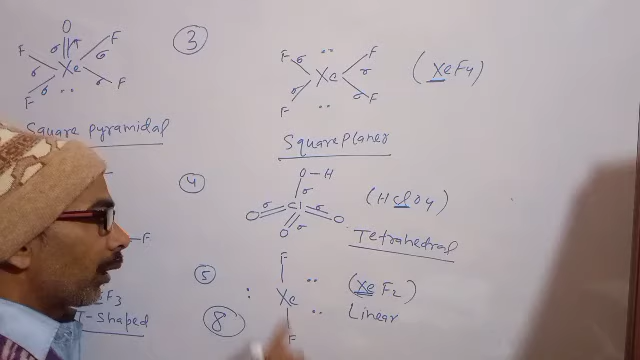 O
σ π
F F
σ Xe σ
F σ σ F
Square pyramidal
F
F3
T-Shaped
3
F F
σ Xe σ
σ σ
F F
(XeF4)
Square Planer
4
O-H
σ
σ Cl σ
O O O
σ
(HClO4)
Tetrahedral
5
F
Xe
F
(XeF2)
Linear
8